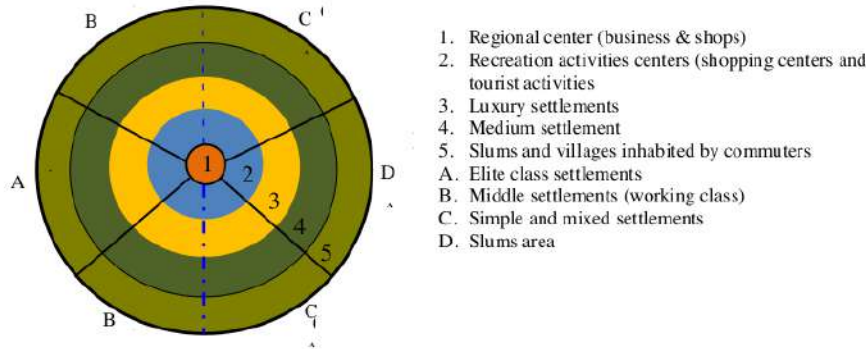 B
C
A
D
B
C
1
2
3
4
5
1. Regional center (business & shops)
2. Recreation activities centers (shopping centers and
tourist activities
3. Luxury settlements
4. Medium settlement
5. Slums and villages inhabited by commuters
A. Elite class settlements
B. Middle settlements (working class)
C. Simple and mixed settlements
D. Slums area